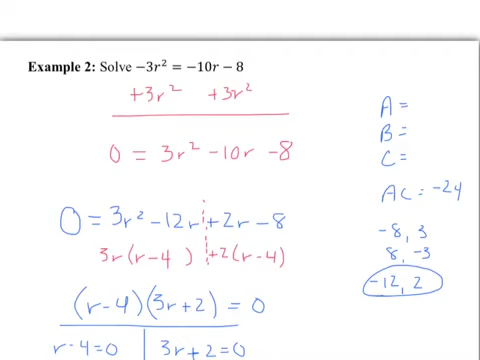 Example 2: Solve −3r² = −10r − 8
+3r² +3r²
0 = 3r² −10r −8
0 = 3r² −12r +2r −8
3r(r−4) +2(r−4)
(r−4)(3r+2) = 0
r−4=0 3r+2=0
A =
B =
C =
AC = −24
−8, 3
8, −3
−12, 2